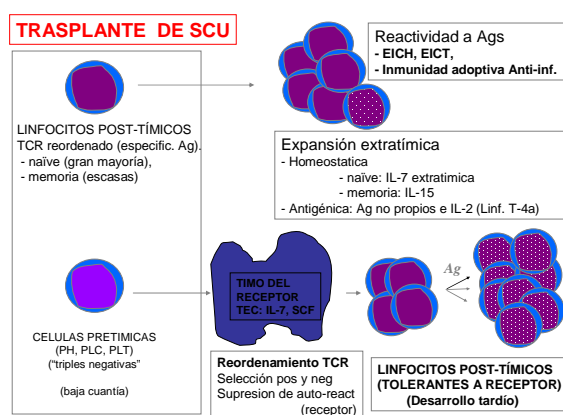 TRASPLANTE DE SCU
Reactividad a Ags
- EICH, EICT,
- Inmunidad adoptiva Anti-inf.
LINFOCITOS POST-TÍMICOS
TCR reordenado (especific. Ag).
- naïve (gran mayoría),
- memoria (escasas)
Expansión extratímica
- Homeostatica
- naïve: IL-7 extratimica
- memoria: IL-15
- Antigénica: Ag no propios e IL-2 (Linf. T-4a)
TIMO DEL
RECEPTOR
TEC: IL-7, SCF
Ag
CELULAS PRETIMICAS
(PH, PLC, PLT)
("triples negativas"
(baja cuantía)
Reordenamiento TCR
Selección pos y neg
Supresion de auto-react
(receptor)
LINFOCITOS POST-TÍMICOS
(TOLERANTES A RECEPTOR)
(Desarrollo tardío)